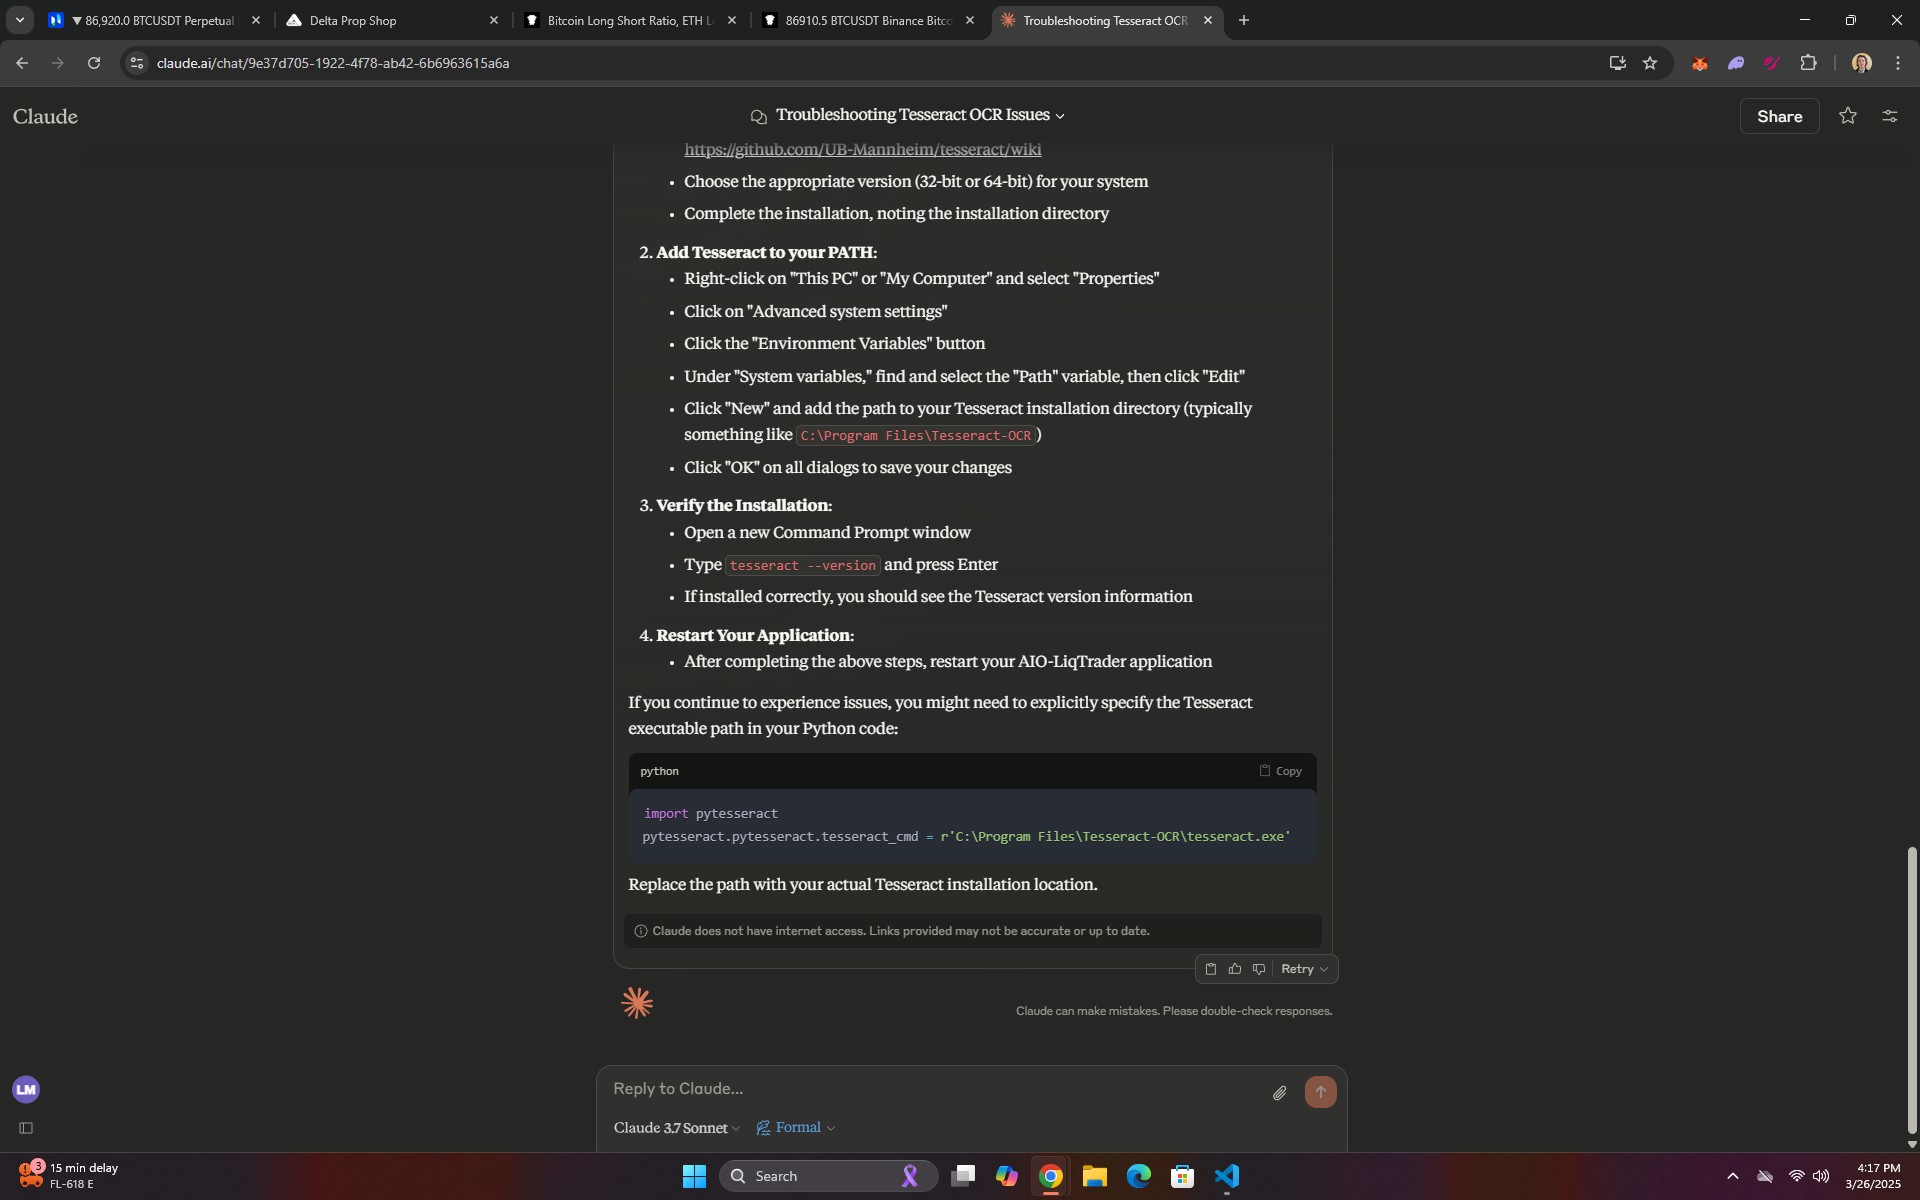 ▼ 86,920.0 BTCUSDT Perpetual
Delta Prop Shop
Bitcoin Long Short Ratio, ETH L
86910.5 BTCUSDT Binance Bitco
Troubleshooting Tesseract OCR
claude.ai/chat/9e37d705-1922-4f78-ab42-6b6963615a6a
Claude
Troubleshooting Tesseract OCR Issues
Share
https://github.com/UB-Mannheim/tesseract/wiki
• Choose the appropriate version (32-bit or 64-bit) for your system
• Complete the installation, noting the installation directory
2. Add Tesseract to your PATH:
• Right-click on "This PC" or "My Computer" and select "Properties"
• Click on "Advanced system settings"
• Click the "Environment Variables" button
• Under "System variables," find and select the "Path" variable, then click "Edit"
• Click "New" and add the path to your Tesseract installation directory (typically
something like C:\Program Files\Tesseract-OCR)
• Click "OK" on all dialogs to save your changes
3. Verify the Installation:
• Open a new Command Prompt window
• Type tesseract --version and press Enter
• If installed correctly, you should see the Tesseract version information
4. Restart Your Application:
• After completing the above steps, restart your AIO-LiqTrader application
If you continue to experience issues, you might need to explicitly specify the Tesseract
executable path in your Python code:
python
Copy
import pytesseract
pytesseract.pytesseract.tesseract_cmd = r'C:\Program Files\Tesseract-OCR\tesseract.exe'
Replace the path with your actual Tesseract installation location.
Claude does not have internet access. Links provided may not be accurate or up to date.
Retry
Claude can make mistakes. Please double-check responses.
LM
Reply to Claude...
Claude 3.7 Sonnet
Formal
3
15 min delay
FL-618 E
Search
4:17 PM
3/26/2025